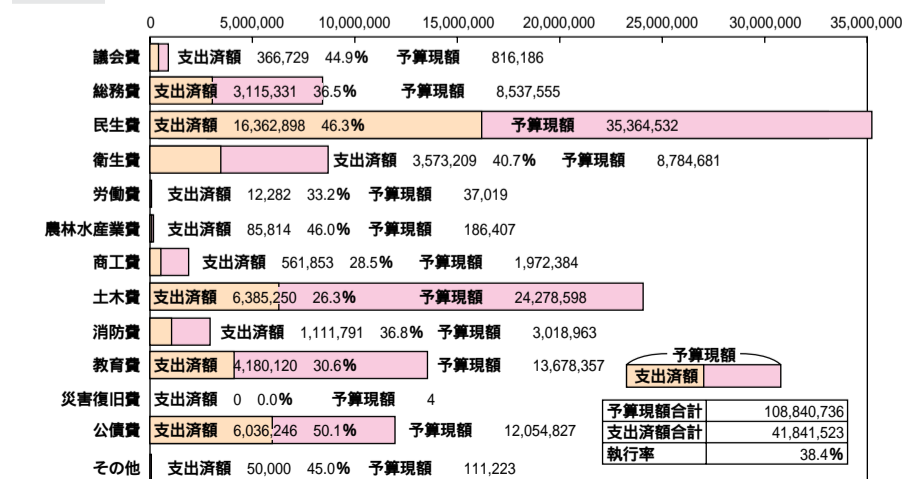 0 5,000,000 10,000,000 15,000,000 20,000,000 25,000,000 30,000,000 35,000,000
議会費 支出済額 366,729 44.9% 予算現額 816,186
総務費 支出済額 3,115,331 36.5% 予算現額 8,537,555
民生費 支出済額 16,362,898 46.3% 予算現額 35,364,532
衛生費 支出済額 3,573,209 40.7% 予算現額 8,784,681
労働費 支出済額 12,282 33.2% 予算現額 37,019
農林水産業費 支出済額 85,814 46.0% 予算現額 186,407
商工費 支出済額 561,853 28.5% 予算現額 1,972,384
土木費 支出済額 6,385,250 26.3% 予算現額 24,278,598
消防費 支出済額 1,111,791 36.8% 予算現額 3,018,963
教育費 支出済額 4,180,120 30.6% 予算現額 13,678,357
災害復旧費 支出済額 0 0.0% 予算現額 4
公債費 支出済額 6,036,246 50.1% 予算現額 12,054,827
その他 支出済額 50,000 45.0% 予算現額 111,223
予算現額
支出済額
予算現額合計 108,840,736
支出済額合計 41,841,523
執行率 38.4%